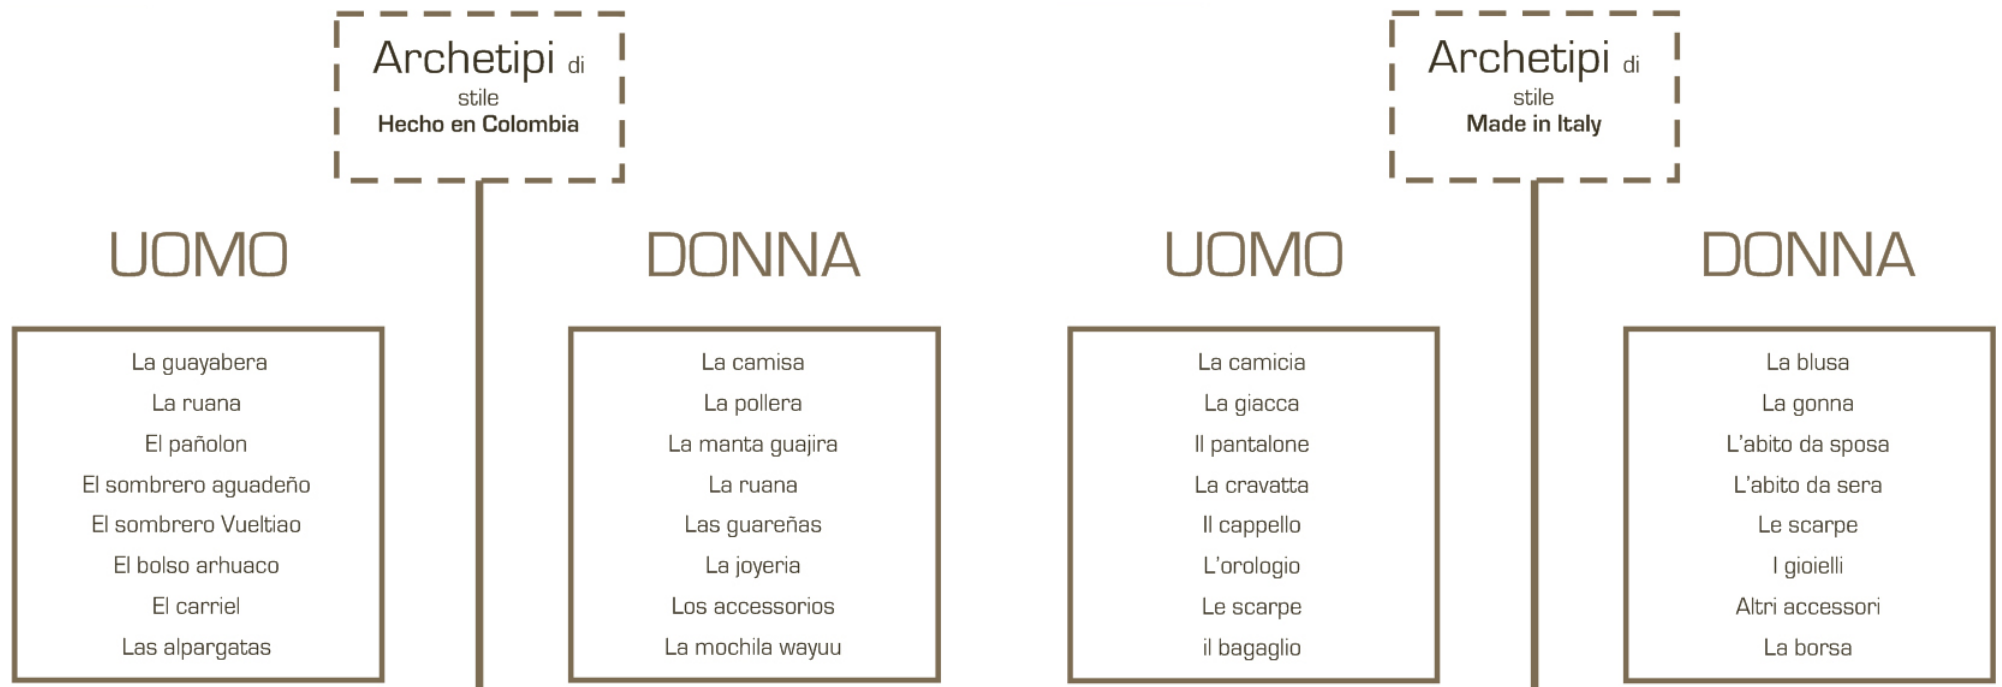 Archetipi di
stile
Hecho en Colombia
UOMO
La guayabera
La ruana
El pañolon
El sombrero aguadeño
El sombrero Vueltiao
El bolso arhuaco
El carriel
Las alpargatas
DONNA
La camisa
La pollera
La manta guajira
La ruana
Las guareñas
La joyeria
Los accessorios
La mochila wayuu
Archetipi di
stile
Made in Italy
UOMO
La camicia
La giacca
Il pantalone
La cravatta
Il cappello
L'orologio
Le scarpe
il bagaglio
DONNA
La blusa
La gonna
L'abito da sposa
L'abito da sera
Le scarpe
I gioielli
Altri accessori
La borsa